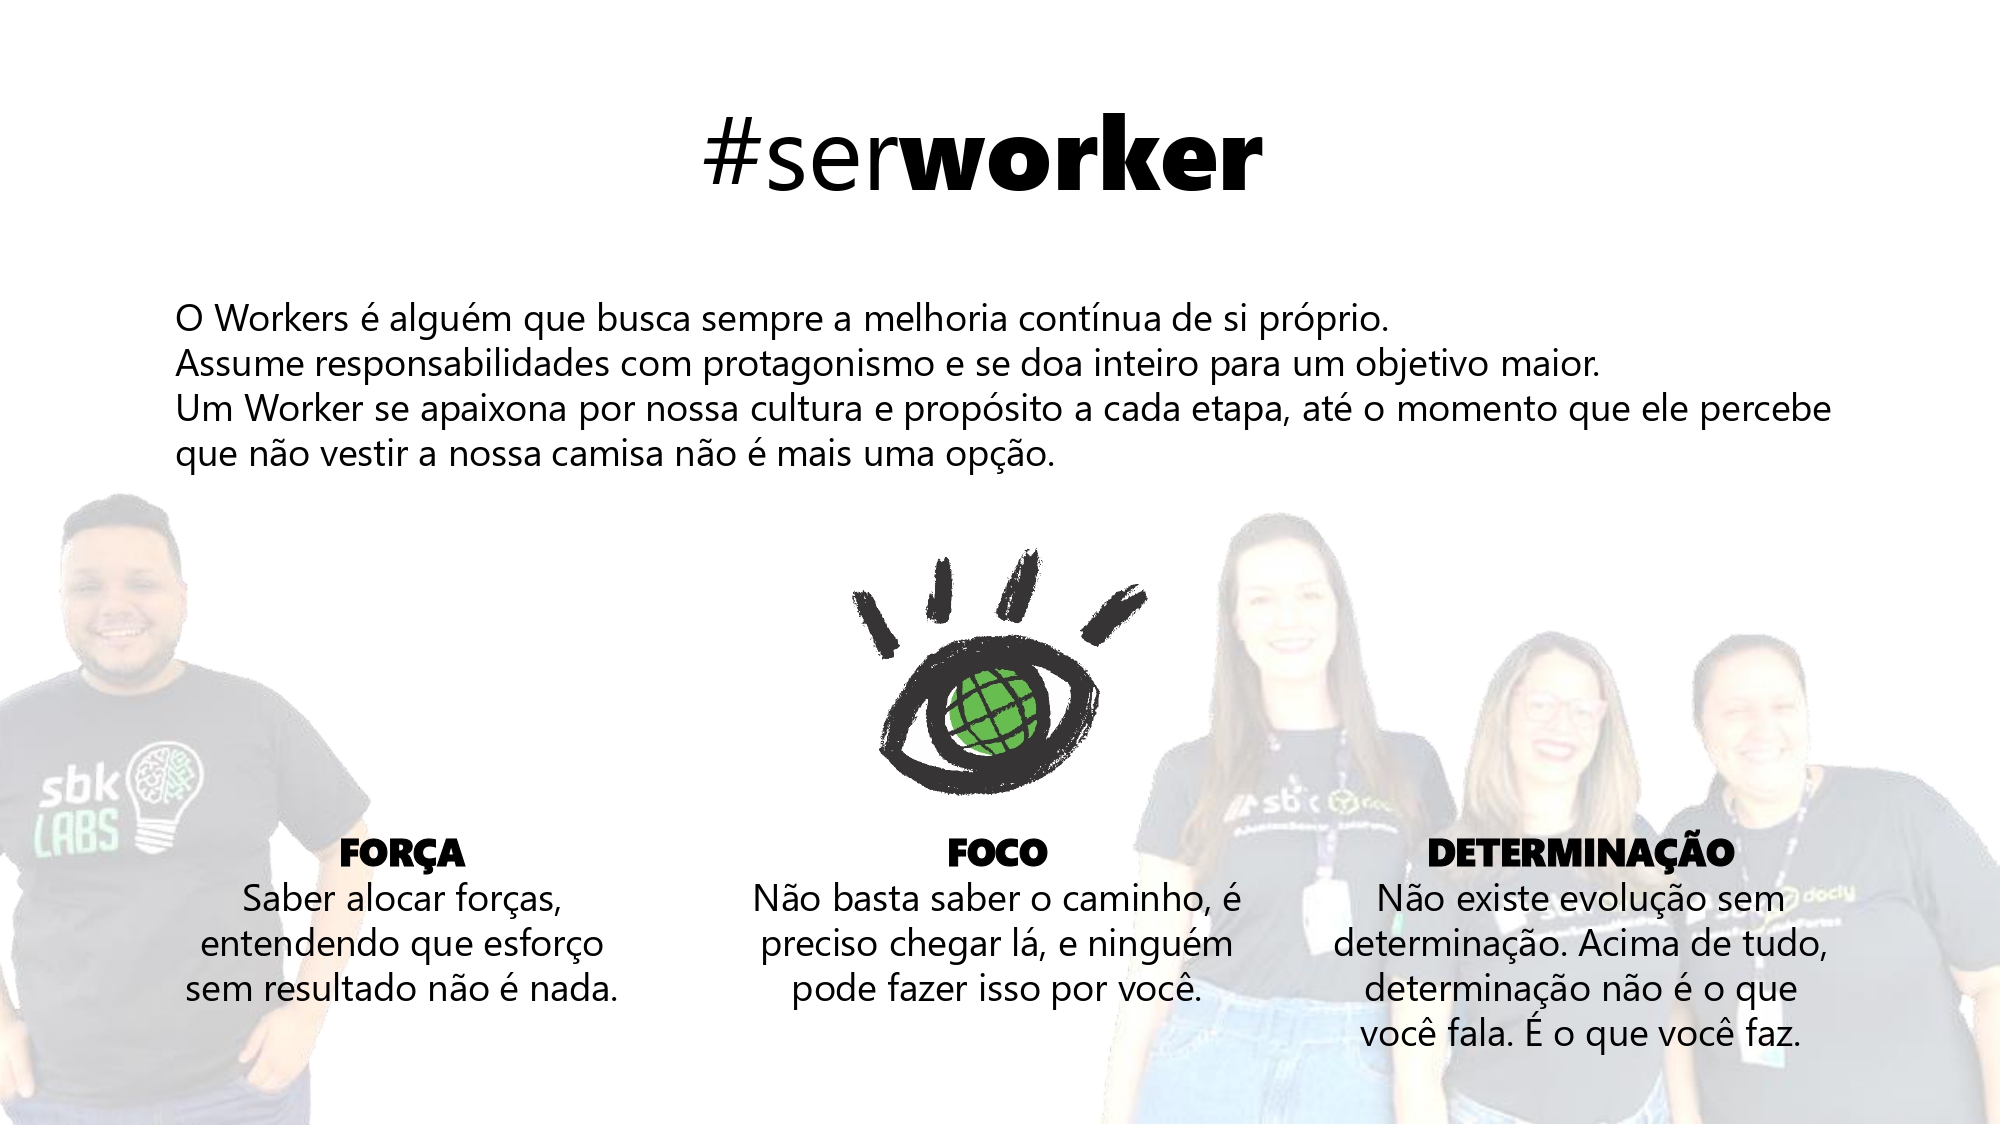 #serworker
O Workers é alguém que busca sempre a melhoria contínua de si próprio.
Assume responsabilidades com protagonismo e se doa inteiro para um objetivo maior.
Um Worker se apaixona por nossa cultura e propósito a cada etapa, até o momento que ele percebe
que não vestir a nossa camisa não é mais uma opção.
sbk
LABS
sbk
FORÇA
Saber alocar forças,
entendendo que esforço
sem resultado não é nada.
FOCO
Não basta saber o caminho, é
preciso chegar lá, e ninguém
pode fazer isso por você.
DETERMINAÇÃO
Não existe evolução sem
determinação. Acima de tudo,
determinação não é o que
você fala. É o que você faz.
docly